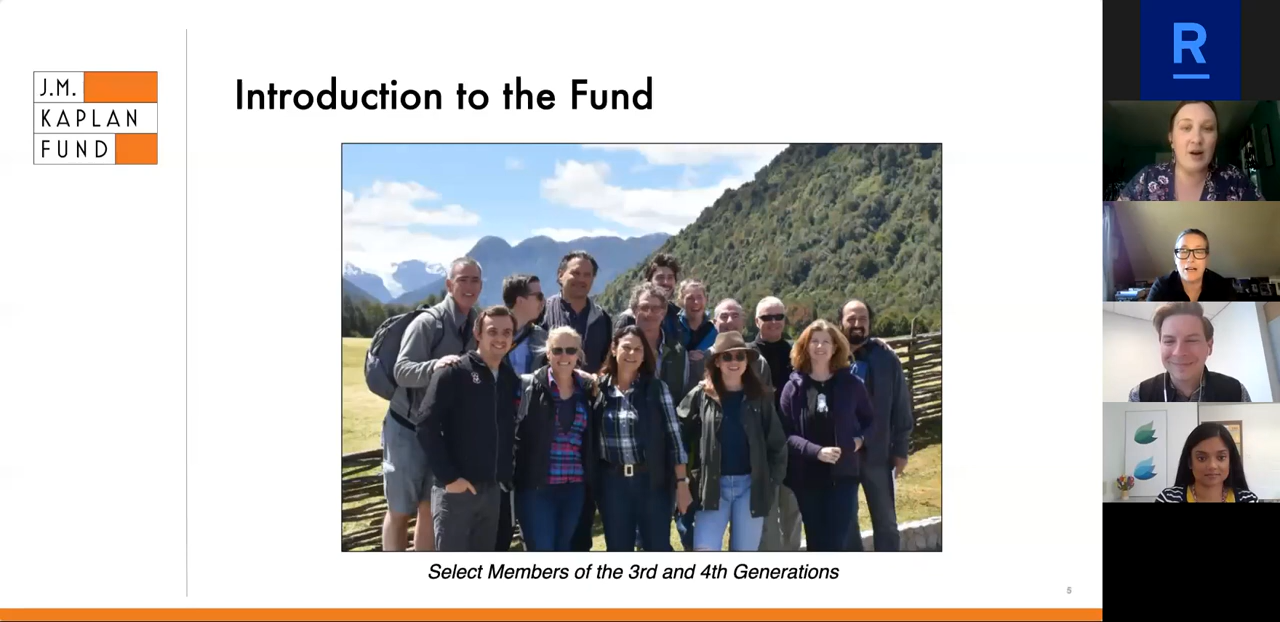 J.M.
KAPLAN
FUND
Introduction to the Fund
Select Members of the 3rd and 4th Generations
5
R